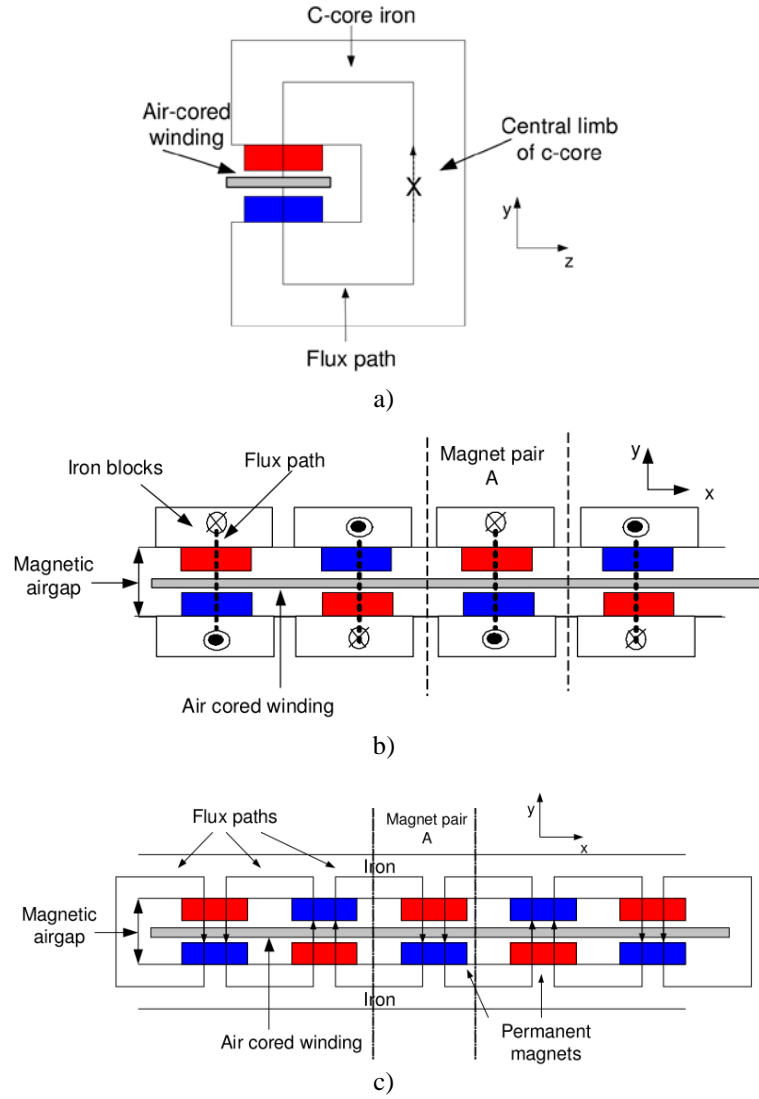 C-core iron
Air-cored
winding
Central limb
of c-core
X
y
z
Flux path
a)
Iron blocks
Flux path
Magnet pair
A
y
x
Magnetic
airgap
Air cored winding
b)
Flux paths
Magnet pair
A
y
x
Iron
Magnetic
airgap
Iron
Air cored winding
Permanent
magnets
c)